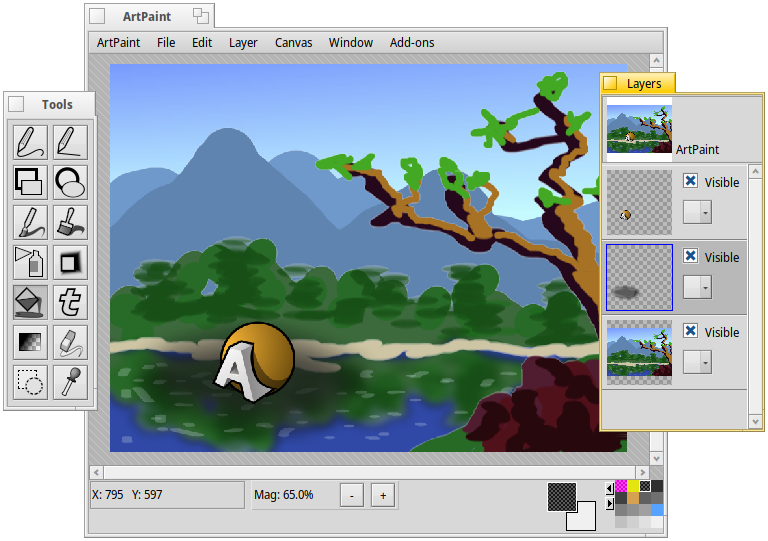 ArtPaint
ArtPaint File Edit Layer Canvas Window Add-ons
Tools
Layers
ArtPaint
Visible
Visible
Visible
A
X: 795 Y: 597
Mag: 65.0%
-
+